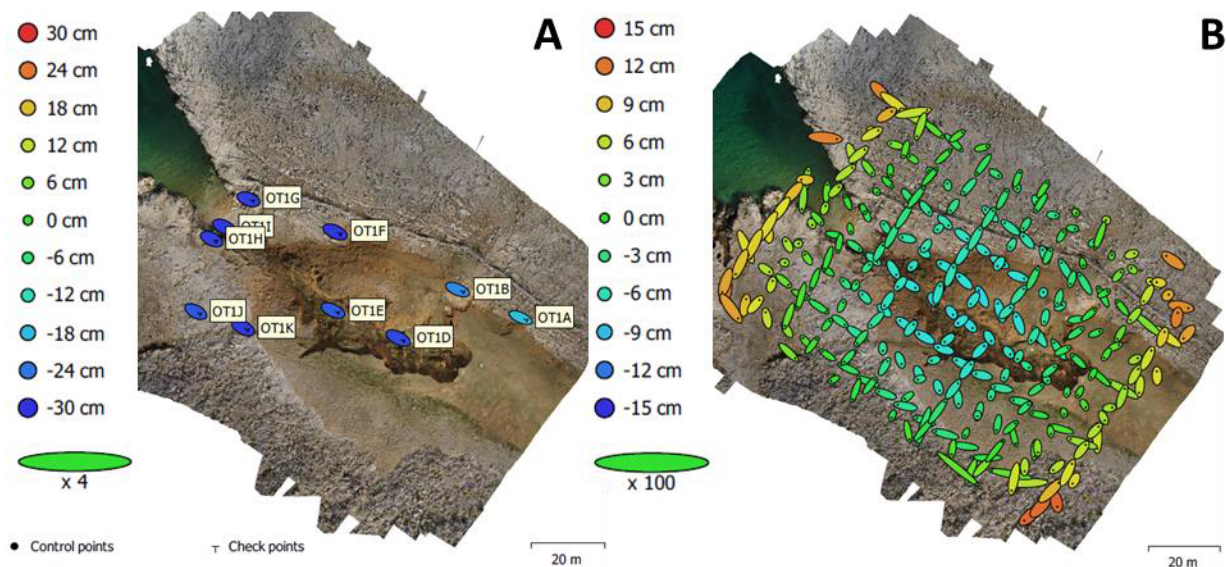 A
30 cm
24 cm
18 cm
12 cm
6 cm
0 cm
-6 cm
-12 cm
-18 cm
-24 cm
-30 cm
x 4
OT1G
OT1I
OT1H
OT1F
OT1B
OT1A
OT1J
OT1K
OT1E
OT1D
Control points
Check points
20 m
B
15 cm
12 cm
9 cm
6 cm
3 cm
0 cm
-3 cm
-6 cm
-9 cm
-12 cm
-15 cm
x 100
20 m